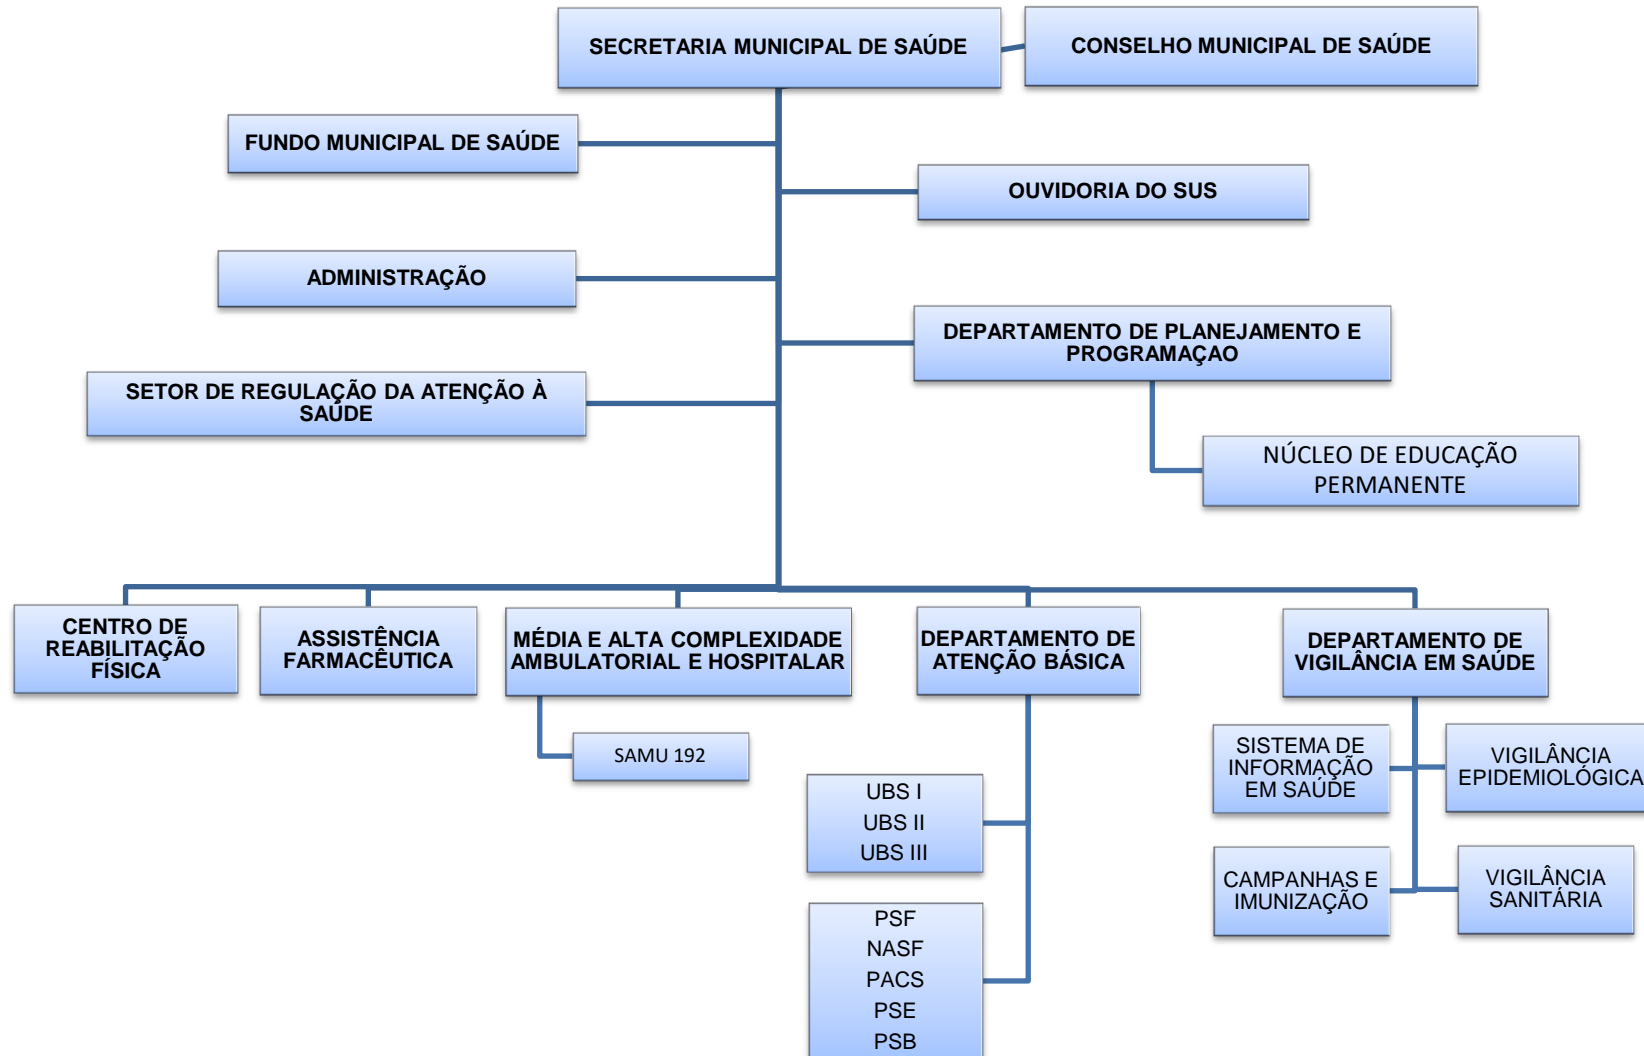 SECRETARIA MUNICIPAL DE SAÚDE
CONSELHO MUNICIPAL DE SAÚDE
FUNDO MUNICIPAL DE SAÚDE
OUVIDORIA DO SUS
ADMINISTRAÇÃO
DEPARTAMENTO DE PLANEJAMENTO E
PROGRAMAÇAO
SETOR DE REGULAÇÃO DA ATENÇÃO À
SAÚDE
NÚCLEO DE EDUCAÇÃO
PERMANENTE
CENTRO DE
REABILITAÇÃO
FÍSICA
ASSISTÊNCIA
FARMACÊUTICA
MÉDIA E ALTA COMPLEXIDADE
AMBULATORIAL E HOSPITALAR
DEPARTAMENTO DE
ATENÇÃO BÁSICA
DEPARTAMENTO DE
VIGILÂNCIA EM SAÚDE
SAMU 192
UBS I
UBS II
UBS III
PSF
NASF
PACS
PSE
PSB
SISTEMA DE
INFORMAÇÃO
EM SAÚDE
VIGILÂNCIA
EPIDEMIOLÓGICA
CAMPANHAS E
IMUNIZAÇÃO
VIGILÂNCIA
SANITÁRIA